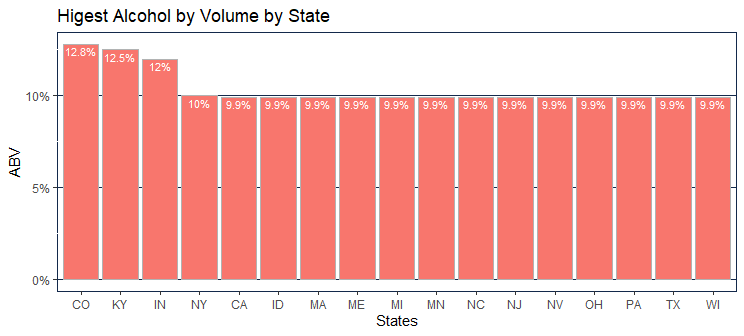 Higest Alcohol by Volume by State
12.8% 12.5% 12% 10% 9.9% 9.9% 9.9% 9.9% 9.9% 9.9% 9.9% 9.9% 9.9% 9.9% 9.9% 9.9% 9.9%
10%
5%
0%
ABV
CO KY IN NY CA ID MA ME MI MN NC NJ NV OH PA TX WI
States